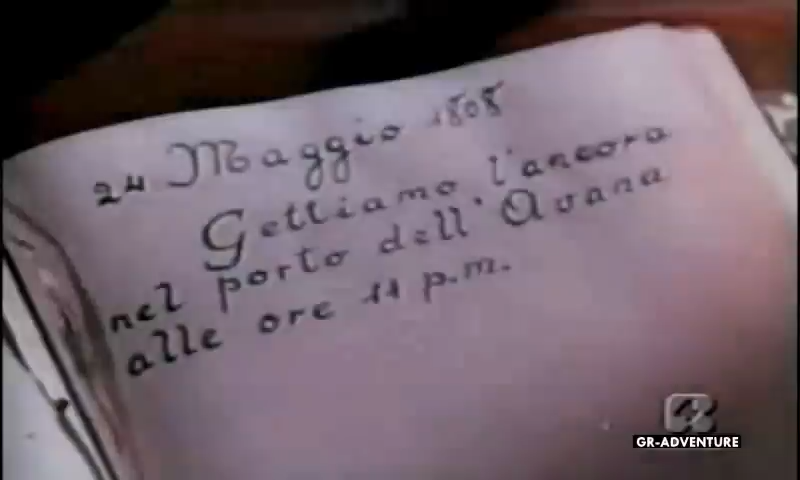 24 Maggio 1808
Gettiamo l'ancora
nel porto dell'Avana
alle ore 11 p.m.
GR-ADVENTURE